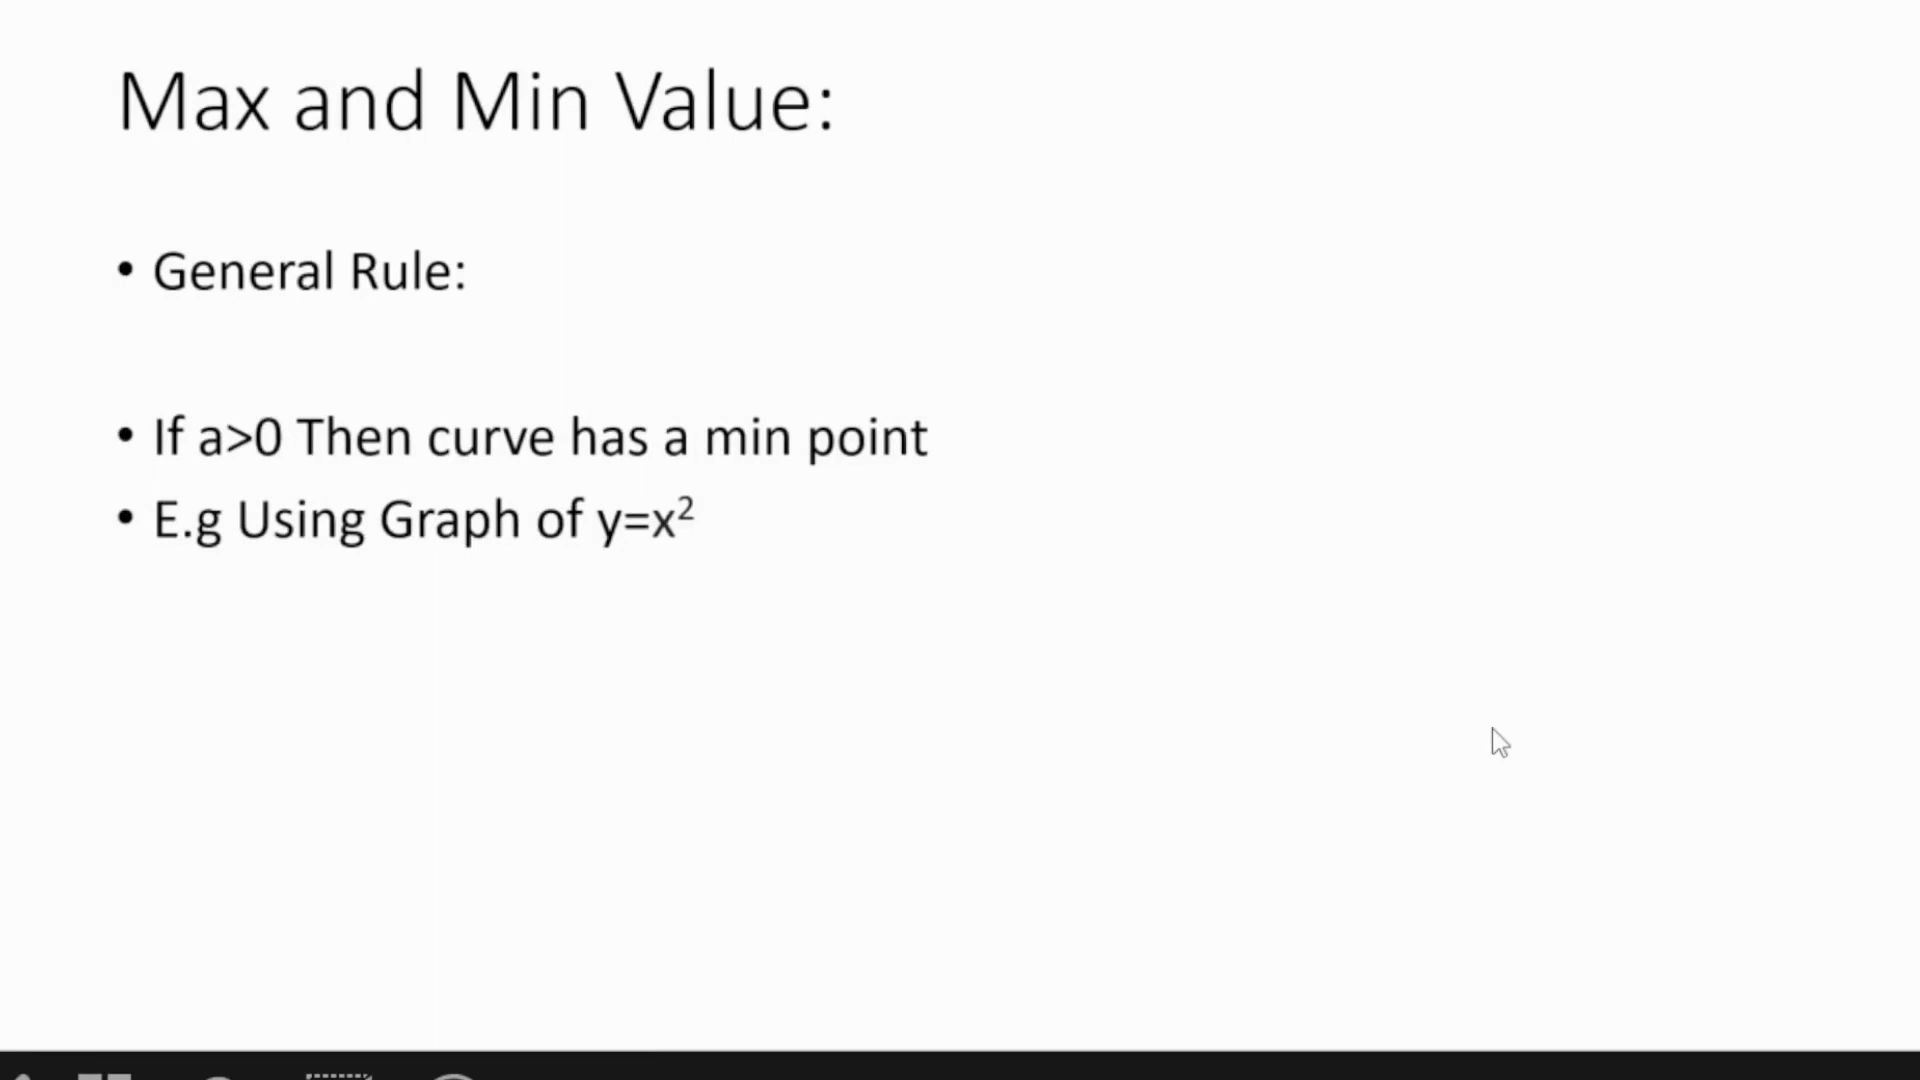 Max and Min Value:
• General Rule:
• If a>0 Then curve has a min point
• E.g Using Graph of y=x²